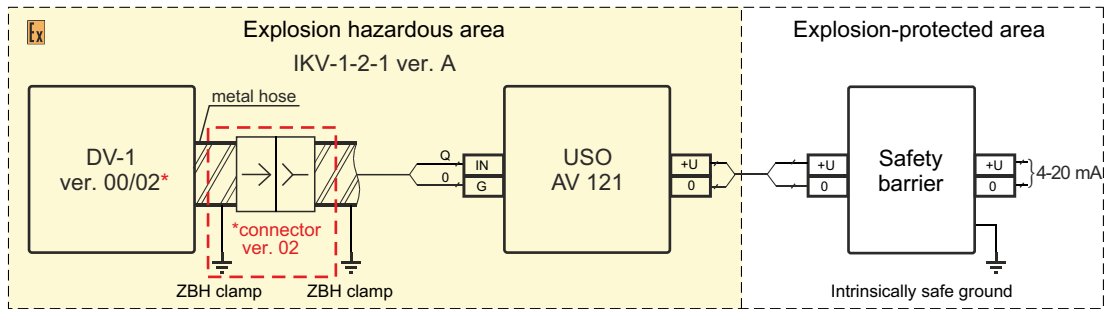 Ex
Explosion hazardous area
Explosion-protected area
IKV-1-2-1 ver. A
metal hose
DV-1
ver. 00/02*
*connector
ver. 02
ZBH clamp
ZBH clamp
Q
0
IN
G
USO
AV 121
+U
0
+U
0
Safety
barrier
+U
0
4-20 mA
Intrinsically safe ground